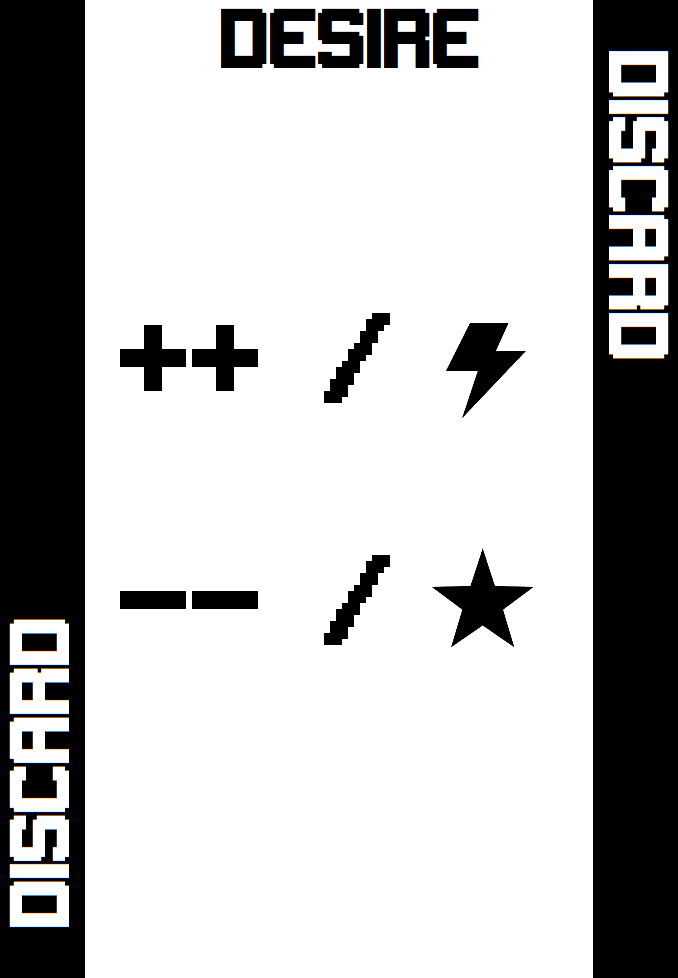 DESIRE
DISCARD
++ /
-- /
DISCARD